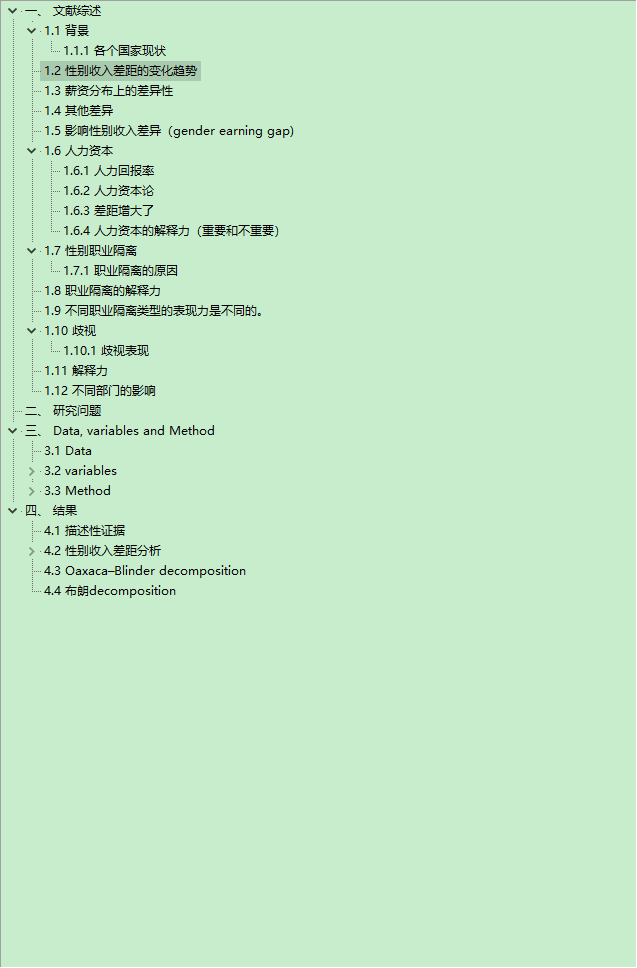 一、 文献综述
1.1 背景
1.1.1 各个国家现状
1.2 性别收入差距的变化趋势
1.3 薪资分布上的差异性
1.4 其他差异
1.5 影响性别收入差异（gender earning gap)
1.6 人力资本
1.6.1 人力回报率
1.6.2 人力资本论
1.6.3 差距增大了
1.6.4 人力资本的解释力（重要和不重要）
1.7 性别职业隔离
1.7.1 职业隔离的原因
1.8 职业隔离的解释力
1.9 不同职业隔离类型的表现力是不同的。
1.10 歧视
1.10.1 歧视表现
1.11 解释力
1.12 不同部门的影响
二、 研究问题
三、 Data, variables and Method
3.1 Data
3.2 variables
3.3 Method
四、 结果
4.1 描述性证据
4.2 性别收入差距分析
4.3 Oaxaca–Blinder decomposition
4.4 布朗decomposition